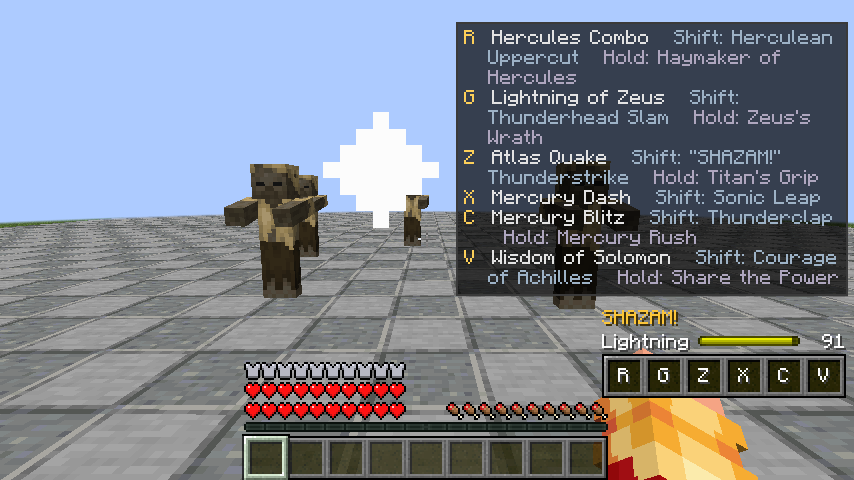 R Hercules Combo Shift: Herculean
Uppercut Hold: Haymaker of
Hercules
G Lightning of Zeus Shift:
Thunderhead Slam Hold: Zeus's
Wrath
Z Atlas Quake Shift: "SHAZAM!"
Thunderstrike Hold: Titan's Grip
X Mercury Dash Shift: Sonic Leap
C Mercury Blitz Shift: Thunderclap
Hold: Mercury Rush
V Wisdom of Solomon Shift: Courage
of Achilles Hold: Share the Power
SHAZAM!
Lightning 91
R G Z X C V